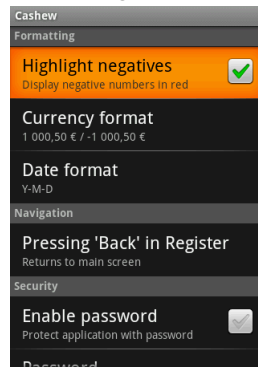 Cashew
Formatting
Highlight negatives
Display negative numbers in red
Currency format
1 000,50 € / -1 000,50 €
Date format
Y-M-D
Navigation
Pressing 'Back' in Register
Returns to main screen
Security
Enable password
Protect application with password
Password